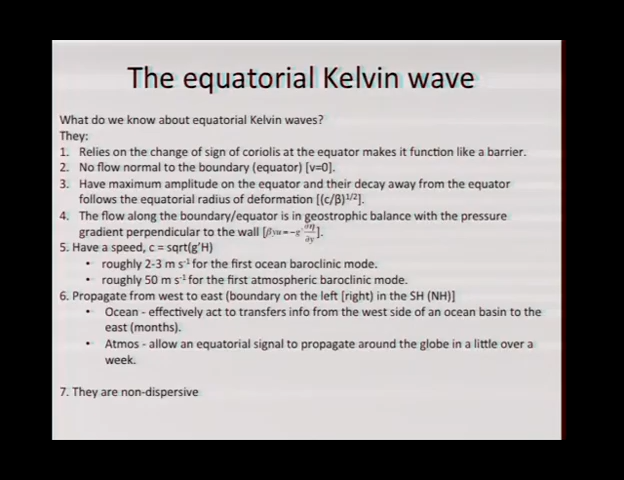 The equatorial Kelvin wave
What do we know about equatorial Kelvin waves?
They:
1. Relies on the change of sign of coriolis at the equator makes it function like a barrier.
2. No flow normal to the boundary (equator) [v=0].
3. Have maximum amplitude on the equator and their decay away from the equator
follows the equatorial radius of deformation [(c/β)^1/2].
4. The flow along the boundary/equator is in geostrophic balance with the pressure
gradient perpendicular to the wall [βyu = -g' ∂η/∂y].
5. Have a speed, c = sqrt(g'H)
• roughly 2-3 m s⁻¹ for the first ocean baroclinic mode.
• roughly 50 m s⁻¹ for the first atmospheric baroclinic mode.
6. Propagate from west to east (boundary on the left [right) in the SH (NH)]
• Ocean - effectively act to transfers info from the west side of an ocean basin to the
east (months).
• Atmos - allow an equatorial signal to propagate around the globe in a little over a
week.
7. They are non-dispersive